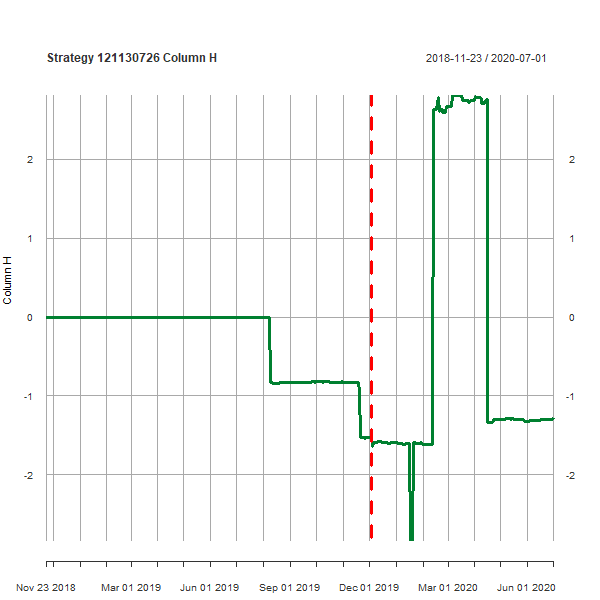 Strategy 121130726 Column H
2018-11-23 / 2020-07-01
2 2
1 1
0 0
-1 -1
-2 -2
Column H
Nov 23 2018 Mar 01 2019 Jun 01 2019 Sep 01 2019 Dec 01 2019 Mar 01 2020 Jun 01 2020